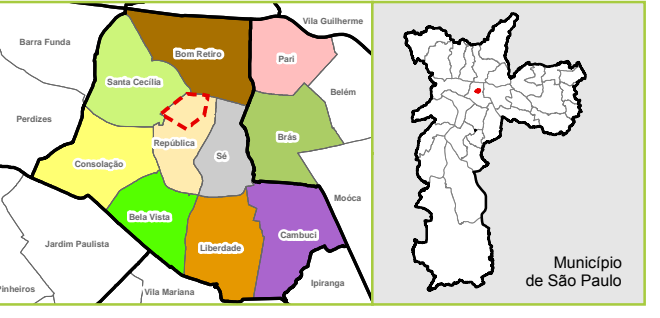 Vila Guilherme
Barra Funda
Bom Retiro
Pari
Santa Cecília
Belém
Perdizes
Brás
República
Sé
Consolação
Moóca
Bela Vista
Cambuci
Jardim Paulista
Liberdade
Ipiranga
inheiros
Vila Mariana
Município
de São Paulo